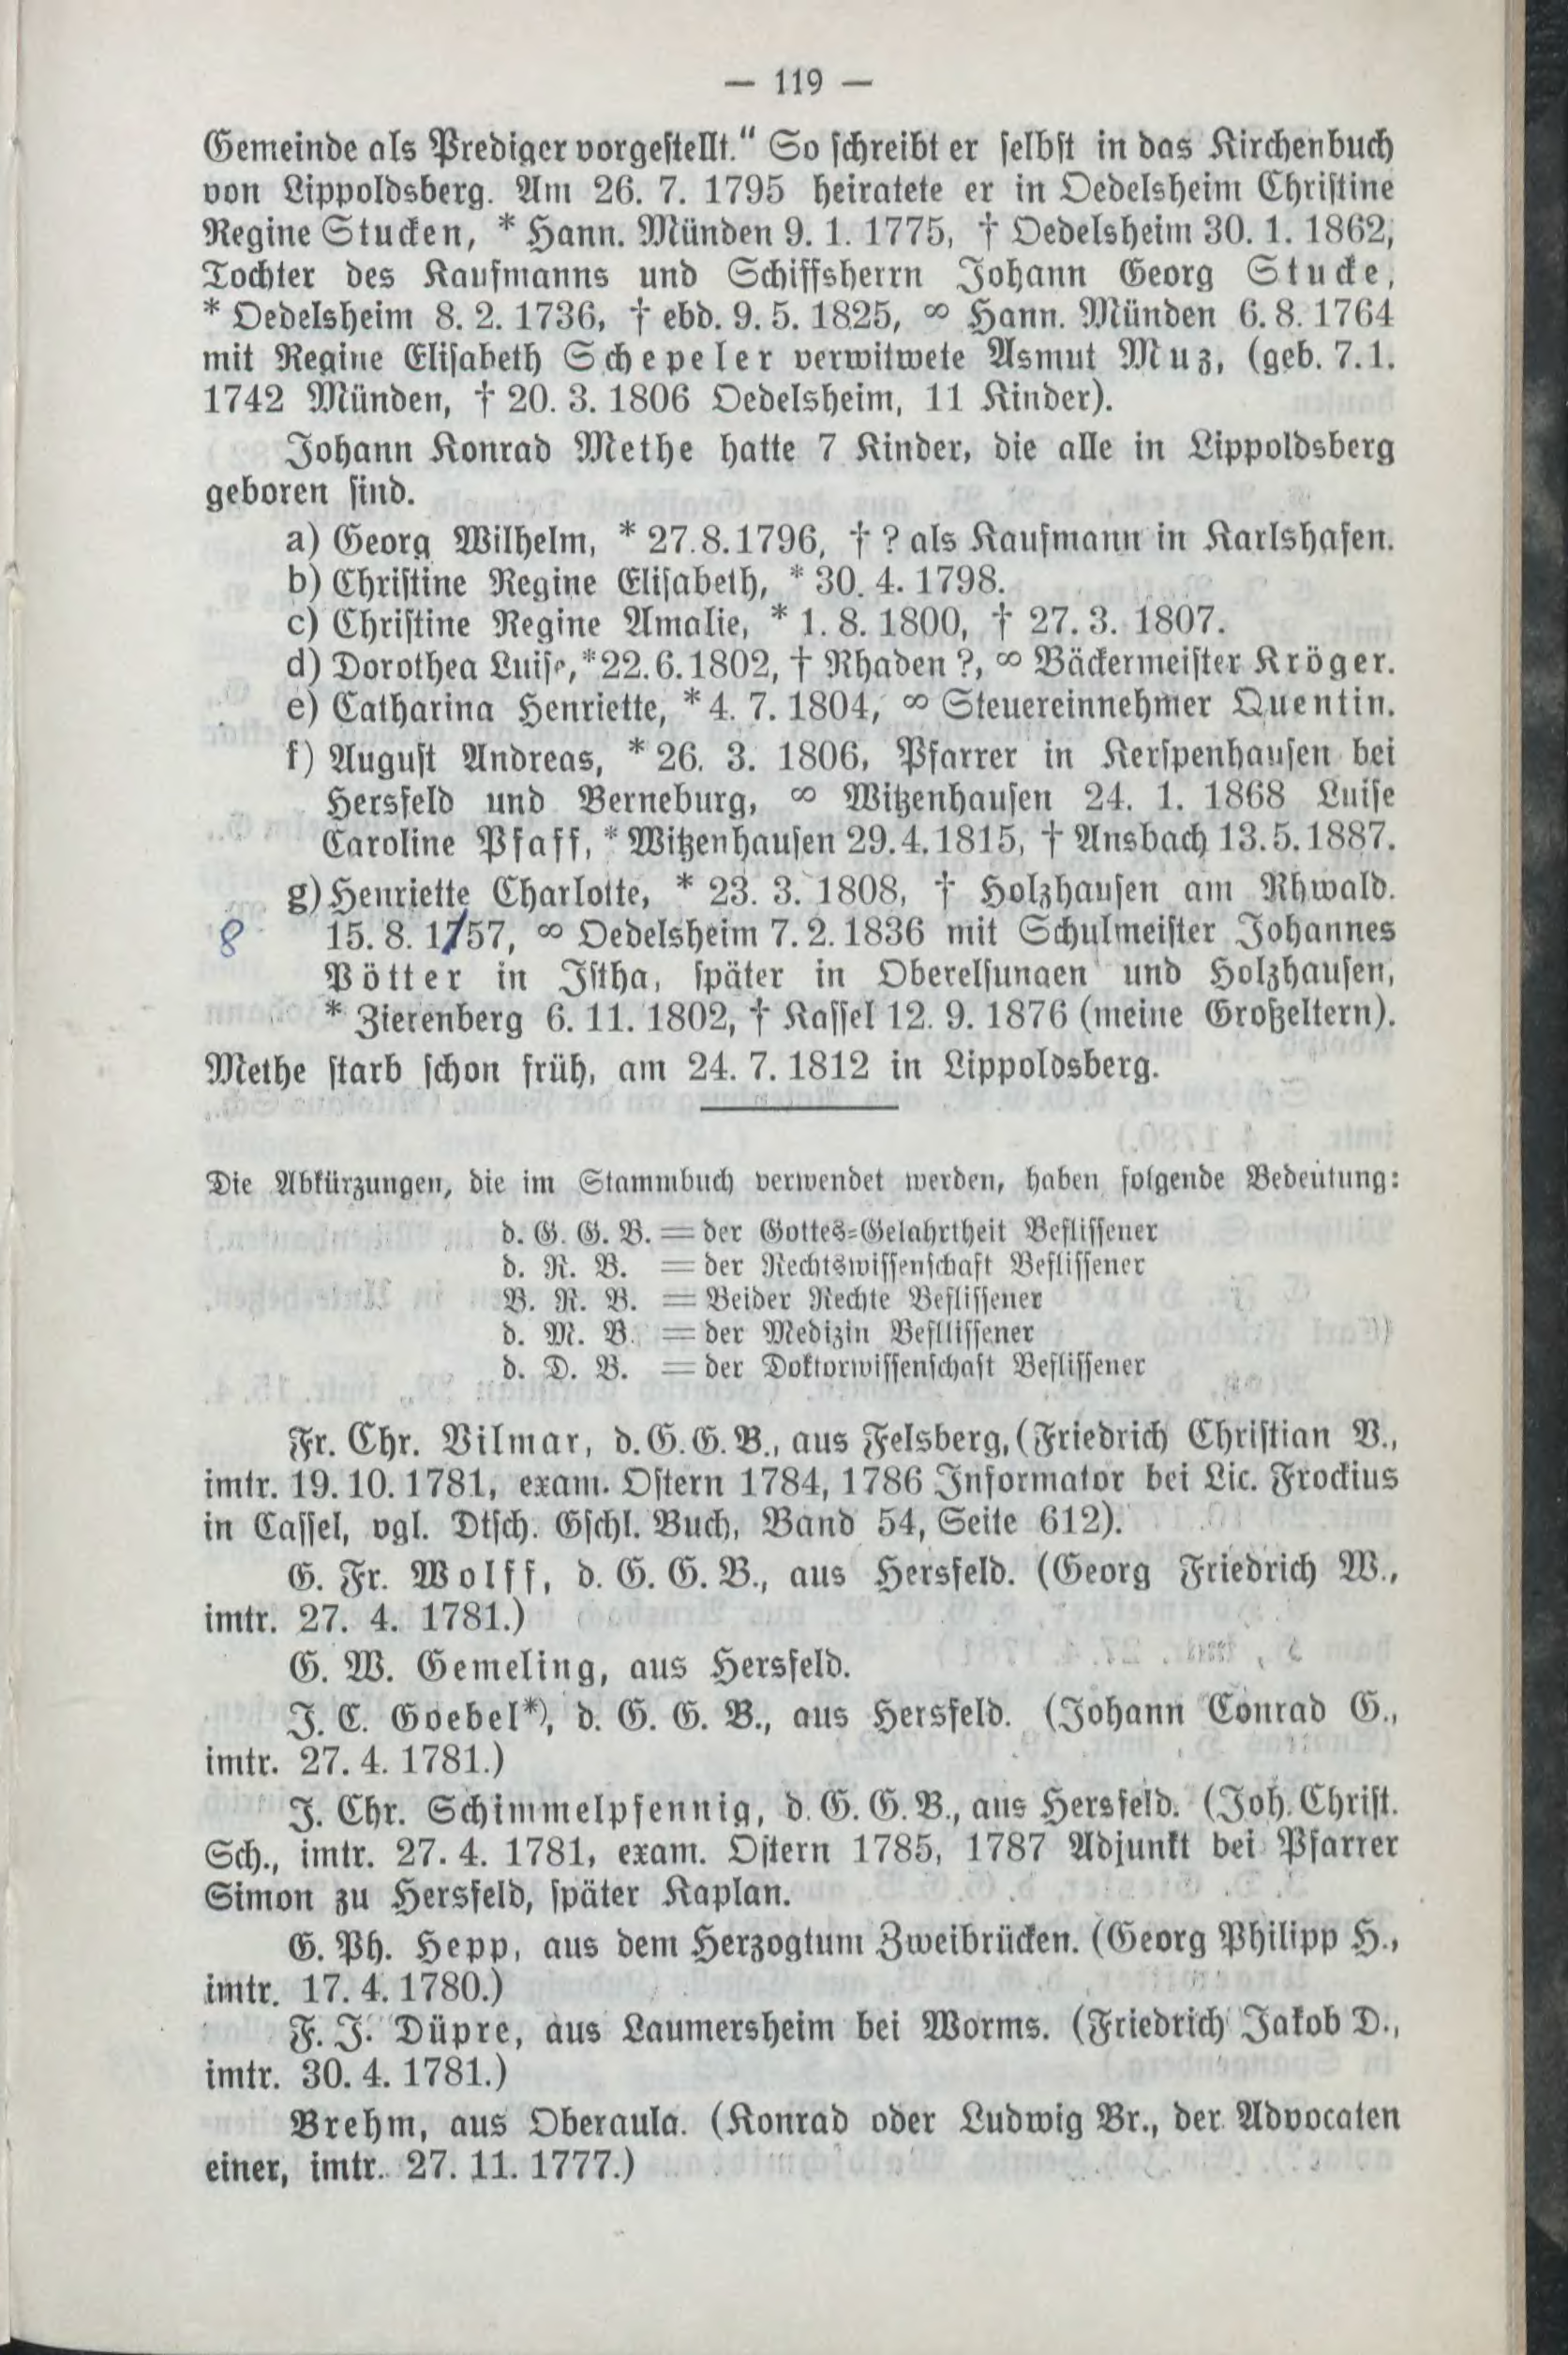 — 119 —
Gemeinde als Prediger vorgestellt." So schreibt er selbst in das Kirchenbuch
von Lippoldsberg. Am 26. 7. 1795 heiratete er in Oedelsheim Christine
Regine Stucken, * Hann. Münden 9. 1. 1775, † Oedelsheim 30. 1. 1862,
Tochter des Kaufmanns und Schiffsherrn Johann Georg Stucke,
* Oedelsheim 8. 2. 1736, † ebd. 9. 5. 1825, ∞ Hann. Münden 6. 8. 1764
mit Regine Elisabeth Schepeler verwitwete Asmut Muz, (geb. 7. 1.
1742 Münden, † 20. 3. 1806 Oedelsheim, 11 Kinder).
Johann Konrad Methe hatte 7 Kinder, die alle in Lippoldsberg
geboren sind.
a) Georg Wilhelm, * 27. 8. 1796, † ? als Kaufmann in Karlshafen.
b) Christine Regine Elisabeth, * 30. 4. 1798.
c) Christine Regine Amalie, * 1. 8. 1800, † 27. 3. 1807.
d) Dorothea Luise, * 22. 6. 1802, † Rhaden ?, ∞ Bäckermeister Kröger.
e) Catharina Henriette, * 4. 7. 1804, ∞ Steuereinnehmer Quentin.
f) August Andreas, * 26. 3. 1806, Pfarrer in Kerspenhausen bei
Hersfeld und Berneburg, ∞ Witzenhausen 24. 1. 1868 Luise
Caroline Pfaff, * Witzenhausen 29. 4. 1815, † Ansbach 13. 5. 1887.
g) Henriette Charlotte, * 23. 3. 1808, † Holzhausen am Rhwald.
8 15. 8. 1757, ∞ Oedelsheim 7. 2. 1836 mit Schulmeister Johannes
Pötter in Istha, später in Oberelsungen und Holzhausen,
* Zierenberg 6. 11. 1802, † Kassel 12. 9. 1876 (meine Großeltern).
Methe starb schon früh, am 24. 7. 1812 in Lippoldsberg.
Die Abkürzungen, die im Stammbuch verwendet werden, haben folgende Bedeutung:
d. G. G. B. = der Gottes-Gelahrtheit Beflissener
d. R. B. = der Rechtswissenschaft Beflissener
B. R. B. = Beider Rechte Beflissener
d. M. B. = der Medizin Befllissener
d. D. B. = der Doktorwissenschaft Beflissener
Fr. Chr. Vilmar, d. G. G. B., aus Felsberg, (Friedrich Christian V.,
imtr. 19. 10. 1781, exam. Ostern 1784, 1786 Informator bei Lic. Frockius
in Cassel, vgl. Dtsch. Gschl. Buch, Band 54, Seite 612).
G. Fr. Wolff, d. G. G. B., aus Hersfeld. (Georg Friedrich W.,
imtr. 27. 4. 1781.)
G. W. Gemeling, aus Hersfeld.
J. C. Goebel*), d. G. G. B., aus Hersfeld. (Johann Conrad G.,
imtr. 27. 4. 1781.)
J. Chr. Schimmelpfennig, d. G. G. B., aus Hersfeld. (Joh. Christ.
Sch., imtr. 27. 4. 1781, exam. Ostern 1785, 1787 Adjunkt bei Pfarrer
Simon zu Hersfeld, später Kaplan.
G. Ph. Hepp, aus dem Herzogtum Zweibrücken. (Georg Philipp H.,
imtr. 17. 4. 1780.)
F. J. Düpre, aus Laumersheim bei Worms. (Friedrich Jakob D.,
imtr. 30. 4. 1781.)
Brehm, aus Oberaula. (Konrad oder Ludwig Br., der Advocaten
einer, imtr. 27. 11. 1777.)